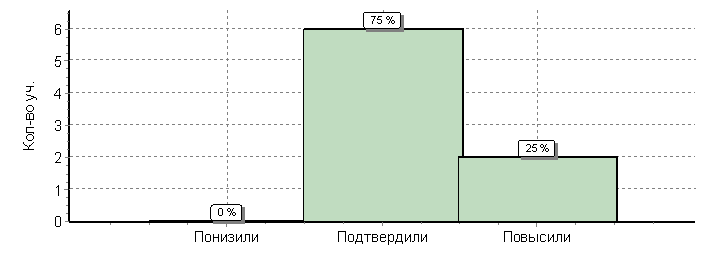 75 %
25 %
0 %
Кол-во уч.
6
5
4
3
2
1
0
Понизили
Подтвердили
Повысили